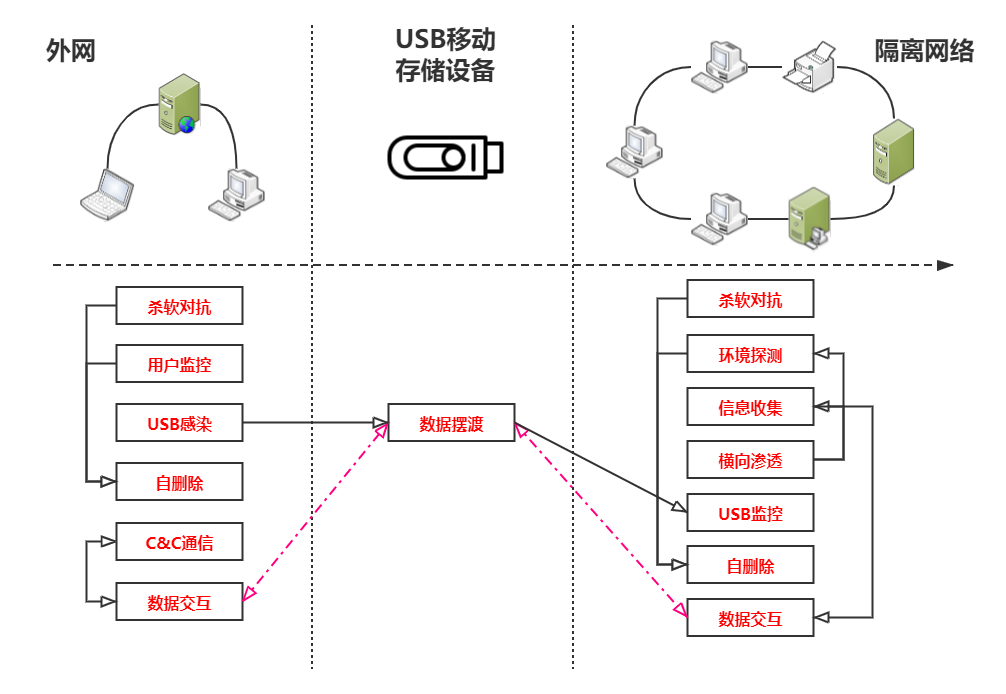 外网
USB移动
存储设备
隔离网络
杀软对抗
用户监控
USB感染
自删除
C&C通信
数据交互
数据摆渡
杀软对抗
环境探测
信息收集
横向渗透
USB监控
自删除
数据交互